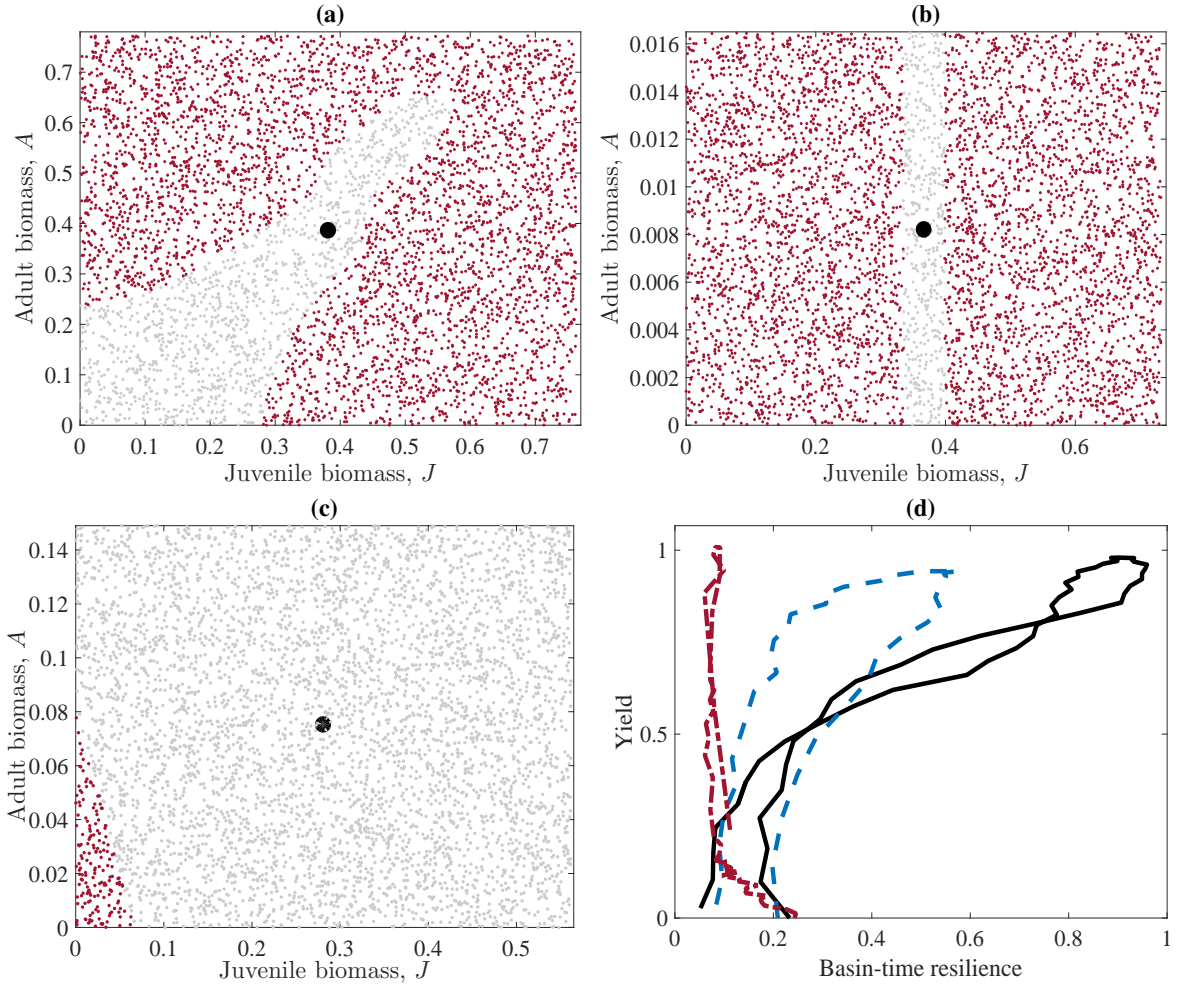 (a)
Adult biomass, A
0.7
0.6
0.5
0.4
0.3
0.2
0.1
0
0 0.1 0.2 0.3 0.4 0.5 0.6 0.7
Juvenile biomass, J
(b)
Adult biomass, A
0.016
0.014
0.012
0.01
0.008
0.006
0.004
0.002
0
0 0.2 0.4 0.6
Juvenile biomass, J
(c)
Adult biomass, A
0.14
0.12
0.1
0.08
0.06
0.04
0.02
0
0 0.1 0.2 0.3 0.4 0.5
Juvenile biomass, J
(d)
Yield
1
0.5
0
0 0.2 0.4 0.6 0.8 1
Basin-time resilience